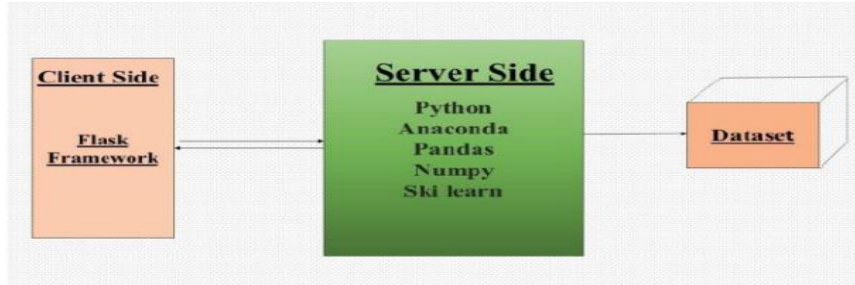 Client Side
Flask
Framework
Server Side
Python
Anaconda
Pandas
Numpy
Ski learn
Dataset